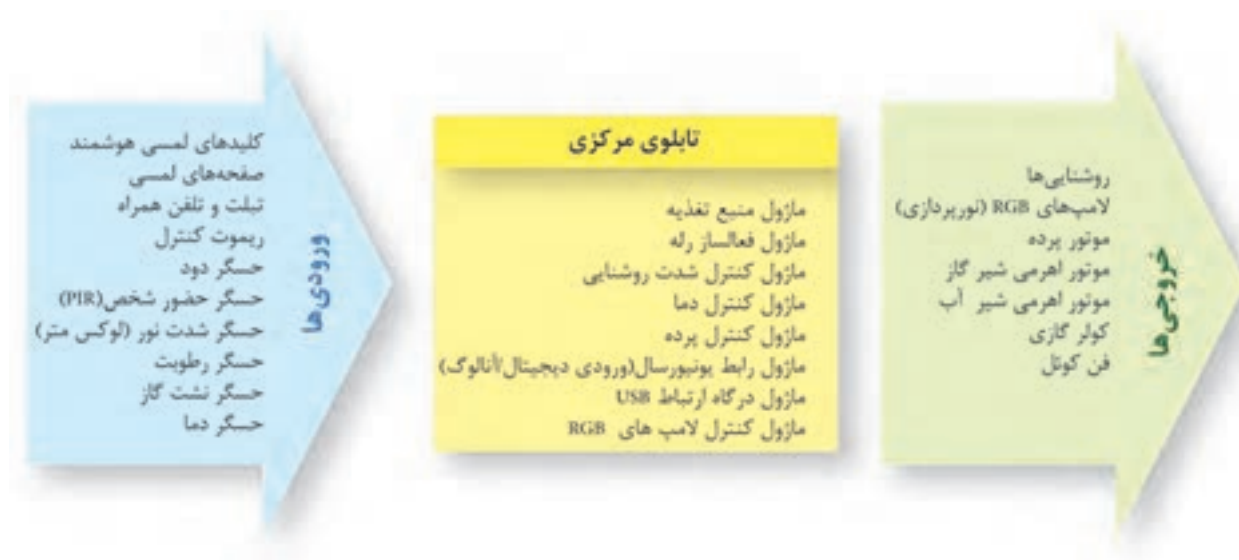 کلیدهای لمسی هوشمند
صفحه‌های لمسی
تبلت و تلفن همراه
ریموت کنترل
حسگر دود
حسگر حضور شخص(PIR)
حسگر شدت نور (لوکس متر)
حسگر رطوبت
حسگر نشت گاز
حسگر دما
ورودی‌ها
تابلوی مرکزی
ماژول منبع تغذیه
ماژول فعالساز رله
ماژول کنترل شدت روشنایی
ماژول کنترل دما
ماژول کنترل پرده
ماژول رابط یونیورسال(ورودی دیجیتال/آنالوگ)
ماژول درگاه ارتباط USB
ماژول کنترل لامپ های RGB
روشنایی‌ها
لامپ‌های RGB (نورپردازی)
موتور پرده
موتور اهرمی شیر گاز
موتور اهرمی شیر آب
کولر گازی
فن کوئل
خروجی‌ها